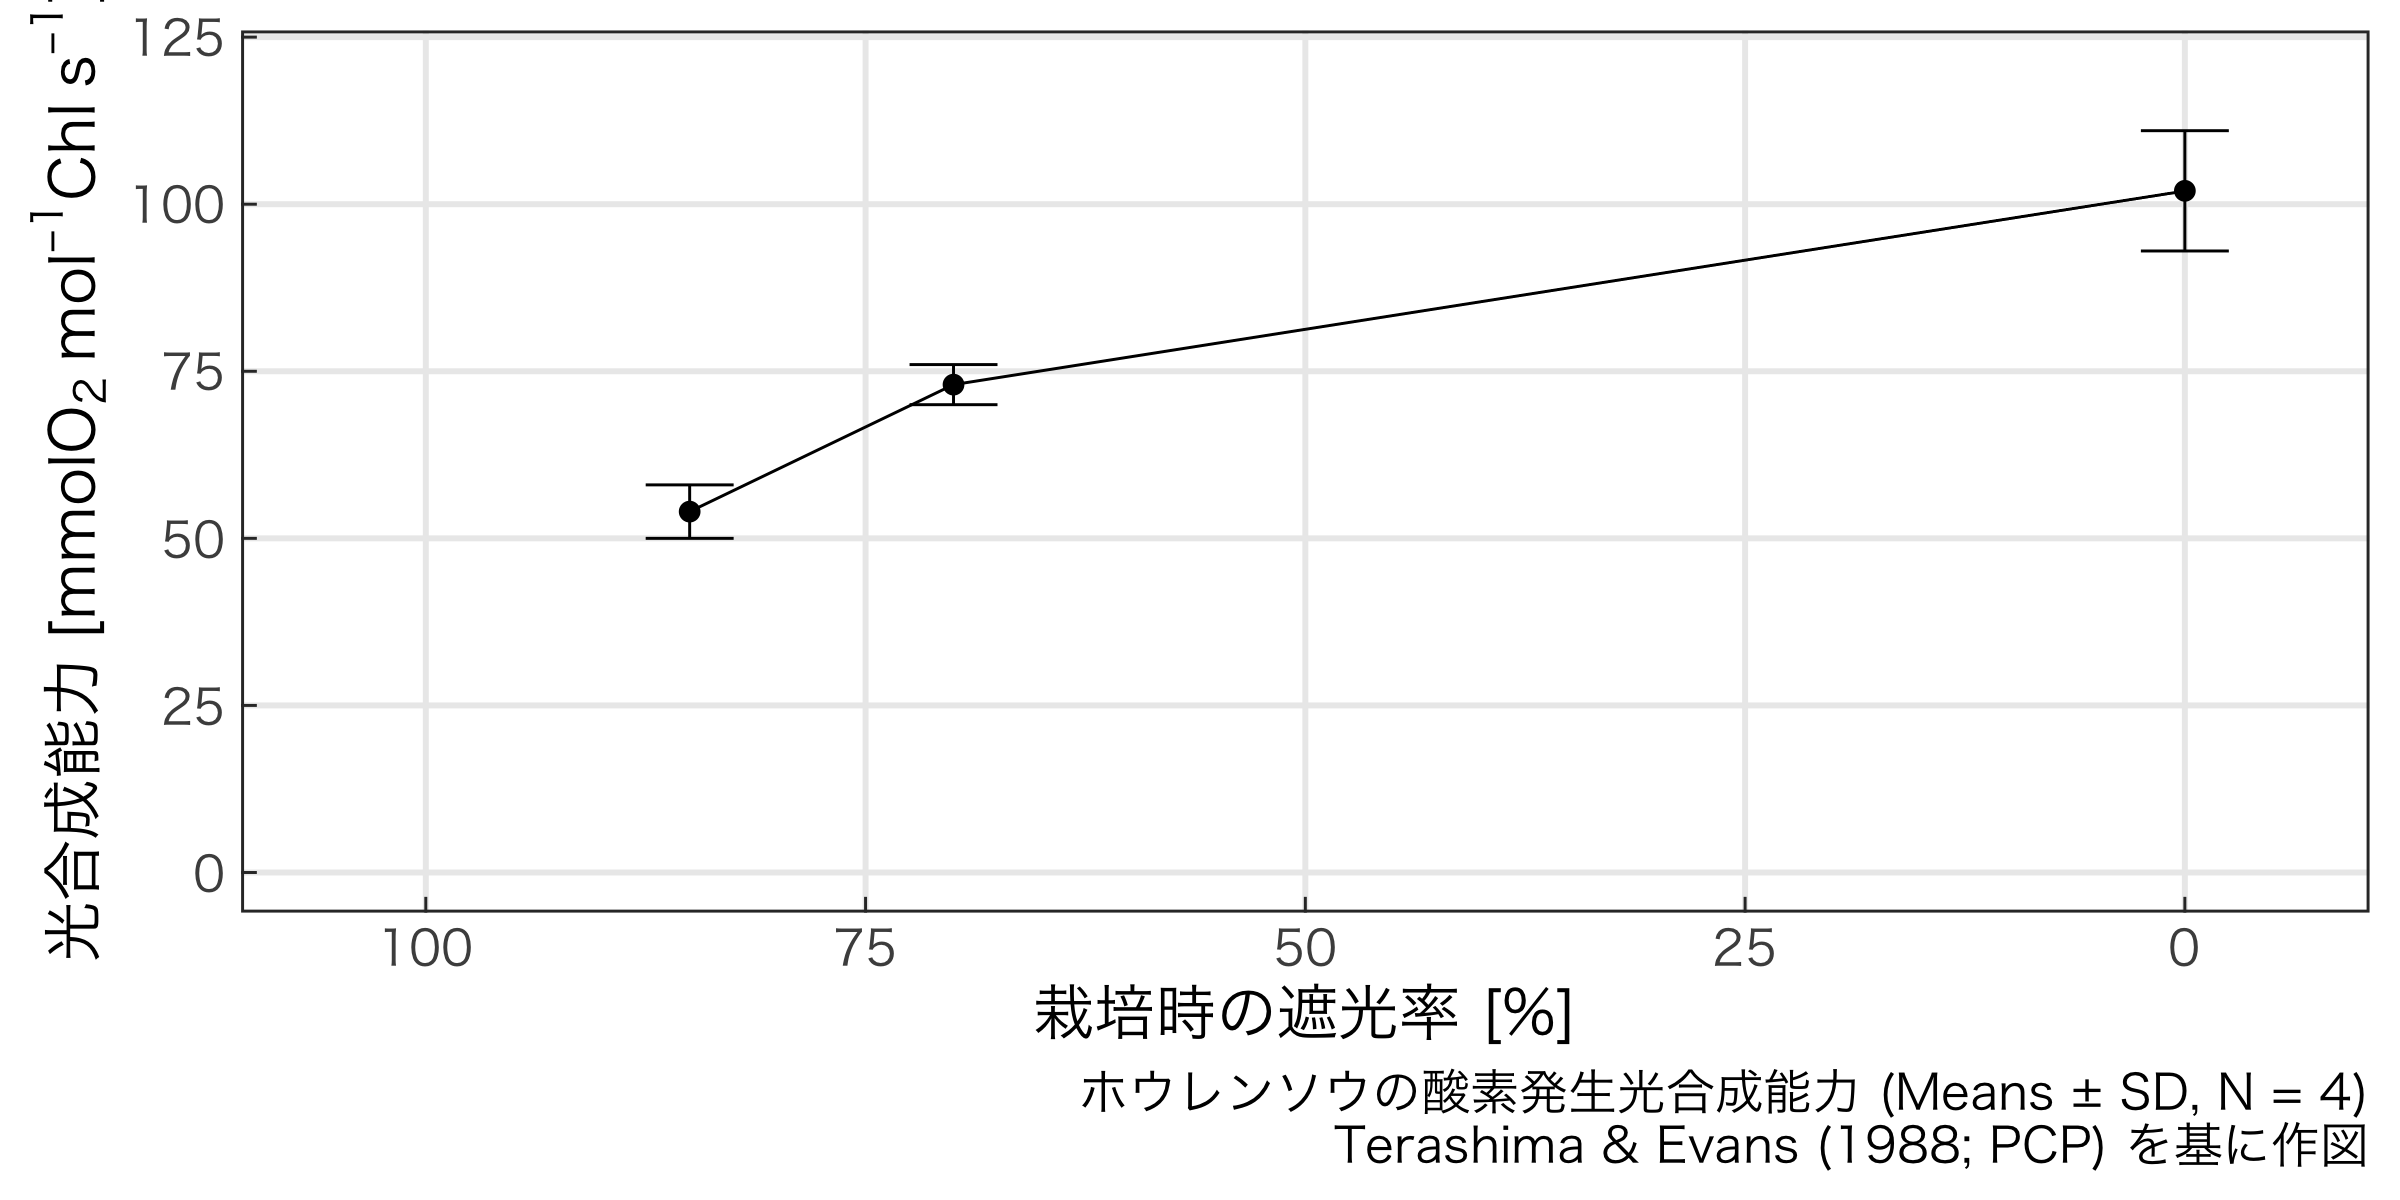 光合成能力 [mmolO₂ mol⁻¹ Chl s⁻¹
125
100
75
50
25
0
100 75 50 25 0
栽培時の遮光率 [%]
ホウレンソウの酸素発生光合成能力 (Means ± SD, N = 4)
Terashima & Evans (1988; PCP) を基に作図